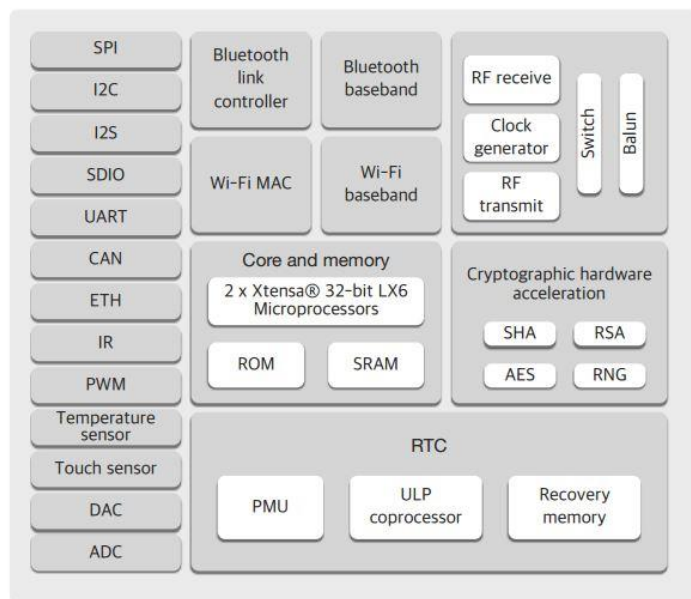 SPI
I2C
I2S
SDIO
UART
CAN
ETH
IR
PWM
Temperature
sensor
Touch sensor
DAC
ADC
Bluetooth
link
controller
Bluetooth
baseband
Wi-Fi MAC
Wi-Fi
baseband
RF receive
Clock
generator
RF
transmit
Switch
Balun
Core and memory
2 x Xtensa® 32-bit LX6
Microprocessors
ROM
SRAM
Cryptographic hardware
acceleration
SHA
RSA
AES
RNG
RTC
PMU
ULP
coprocessor
Recovery
memory